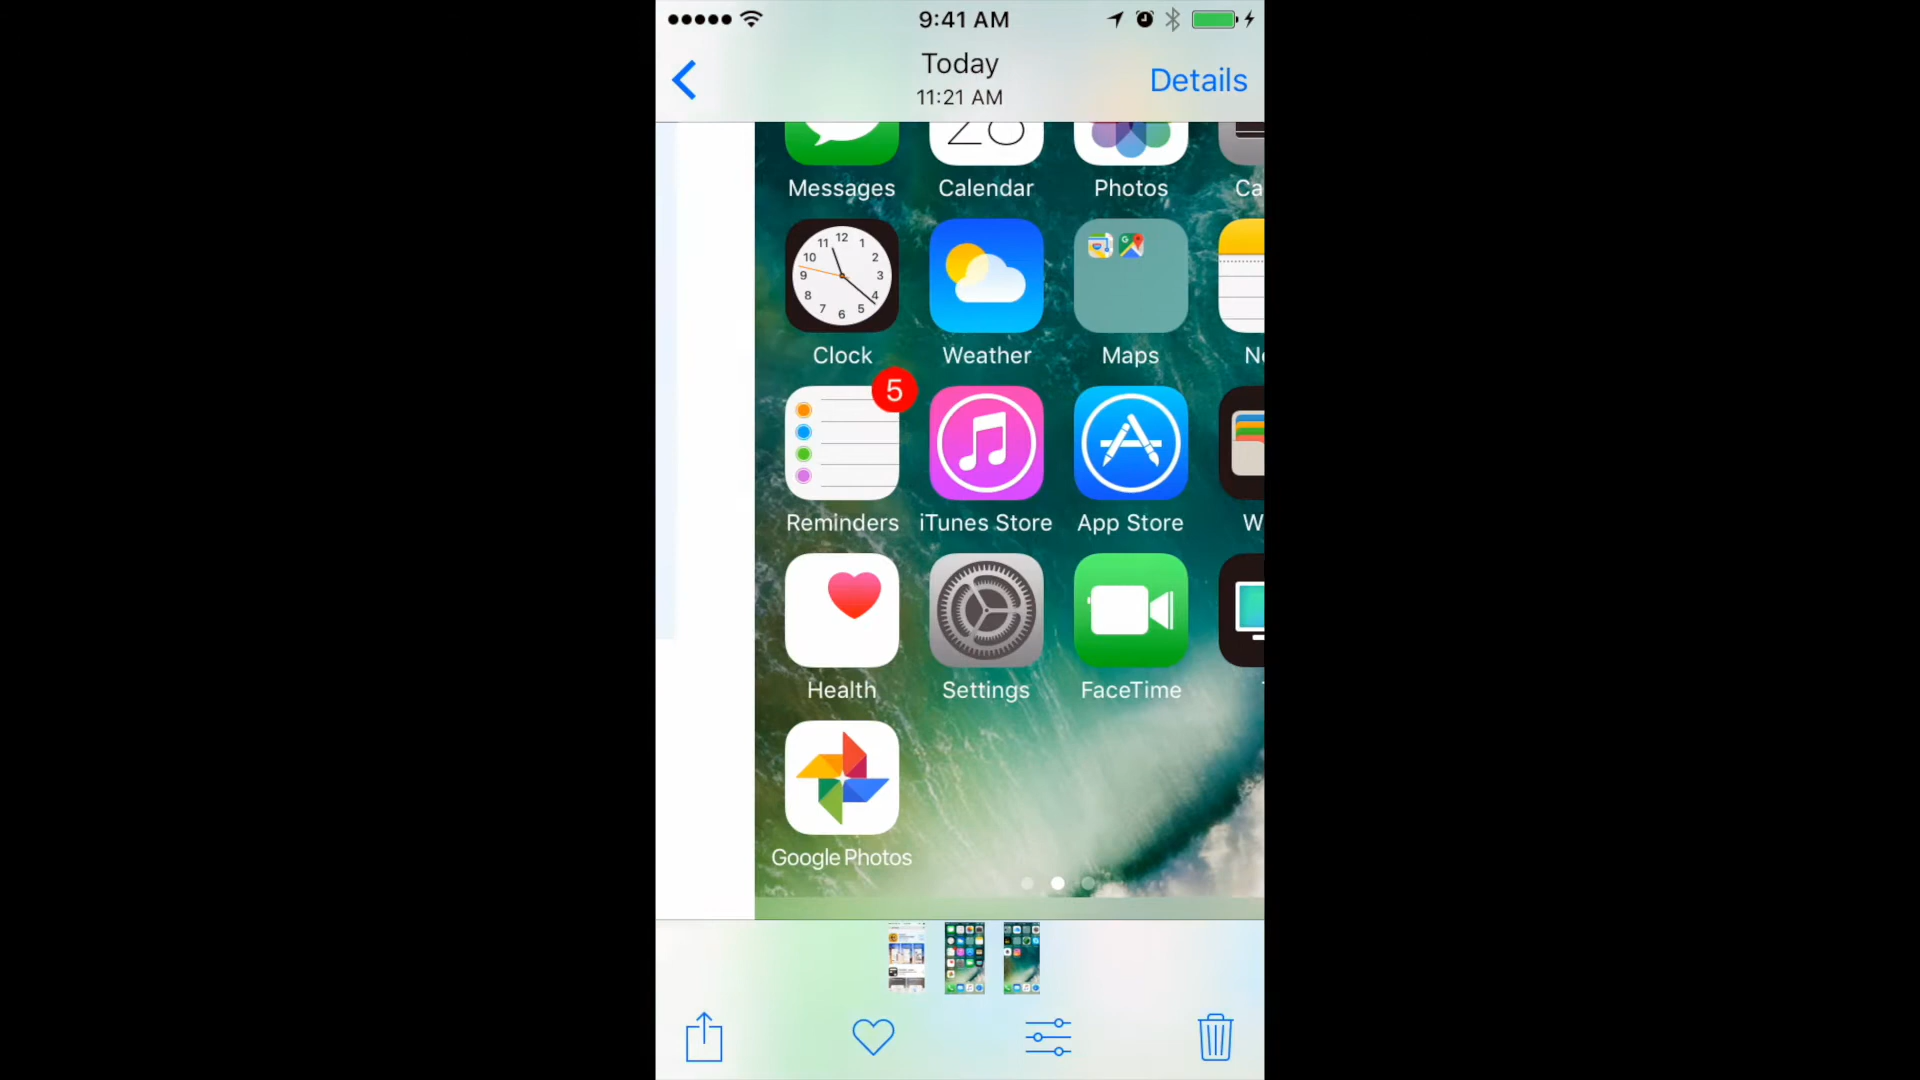 9:41 AM
Today
11:21 AM
Details
Messages
Calendar
Photos
Ca
Clock
Weather
Maps
5
Reminders
iTunes Store
App Store
W
Health
Settings
FaceTime
Google Photos